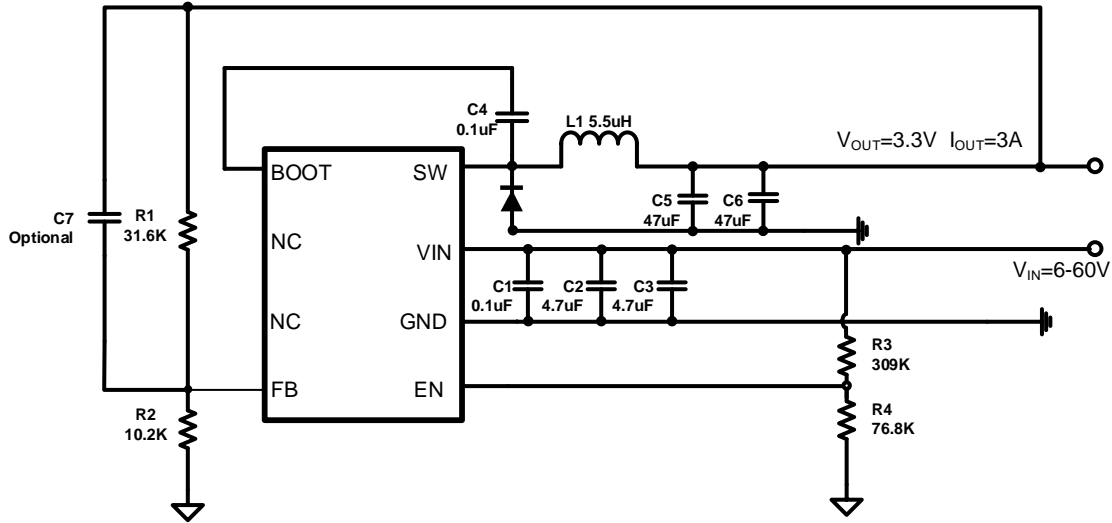 C4
0.1uF
L1 5.5uH
VOUT=3.3V IOUT=3A
BOOT
SW
C7
Optional
R1
31.6K
C5
47uF
C6
47uF
NC
VIN
VIN=6-60V
C1
0.1uF
C2
4.7uF
C3
4.7uF
NC
GND
R3
309K
FB
EN
R2
10.2K
R4
76.8K